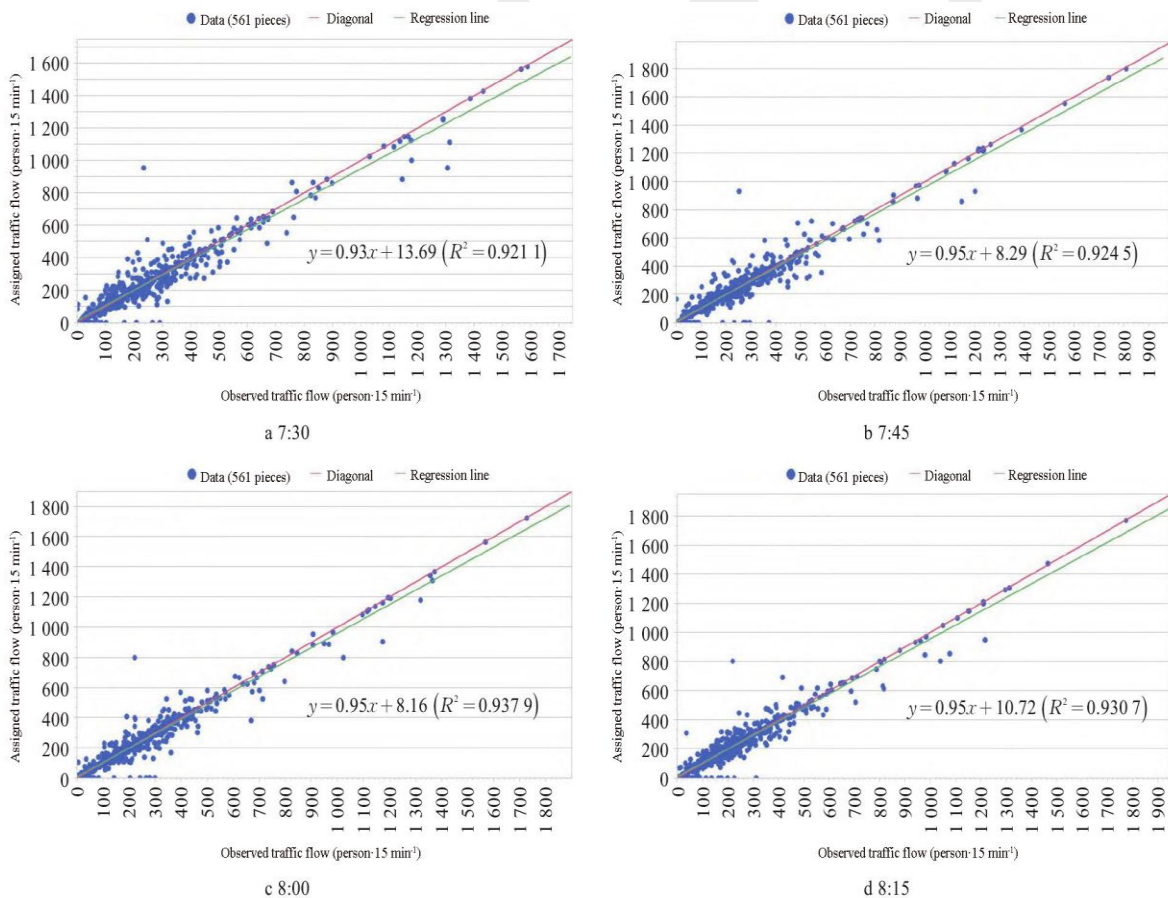 Data (561 pieces) Diagonal Regression line
Assigned traffic flow (person·15 min⁻¹)
1 600
1 400
1 200
1 000
800
600
400
200
0
y=0.93x+13.69 (R²=0.921 1)
0 100 200 300 400 500 600 700 800 900 1 000 1 100 1 200 1 300 1 400 1 500 1 600 1 700
Observed traffic flow (person·15 min⁻¹)
a 7:30
Data (561 pieces) Diagonal Regression line
Assigned traffic flow (person·15 min⁻¹)
1 800
1 600
1 400
1 200
1 000
800
600
400
200
0
y=0.95x+8.29 (R²=0.924 5)
0 100 200 300 400 500 600 700 800 900 1 000 1 100 1 200 1 300 1 400 1 500 1 600 1 700 1 800 1 900
Observed traffic flow (person·15 min⁻¹)
b 7:45
Data (561 pieces) Diagonal Regression line
Assigned traffic flow (person·15 min⁻¹)
1 800
1 600
1 400
1 200
1 000
800
600
400
200
0
y=0.95x+8.16 (R²=0.937 9)
0 100 200 300 400 500 600 700 800 900 1 000 1 100 1 200 1 300 1 400 1 500 1 600 1 700 1 800
Observed traffic flow (person·15 min⁻¹)
c 8:00
Data (561 pieces) Diagonal Regression line
Assigned traffic flow (person·15 min⁻¹)
1 800
1 600
1 400
1 200
1 000
800
600
400
200
0
y=0.95x+10.72 (R²=0.930 7)
0 100 200 300 400 500 600 700 800 900 1 000 1 100 1 200 1 300 1 400 1 500 1 600 1 700 1 800 1 900
Observed traffic flow (person·15 min⁻¹)
d 8:15